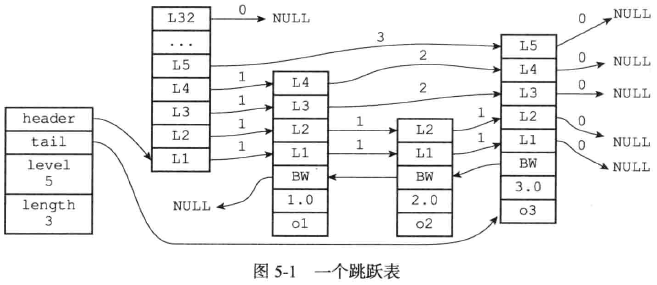 header
tail
level
5
length
3
L32
...
L5
L4
L3
L2
L1
0
NULL
3
1
1
1
1
L4
L3
L2
L1
BW
1.0
o1
NULL
2
2
1
1
L2
L1
BW
2.0
o2
1
1
L5
L4
L3
L2
L1
BW
3.0
o3
0
NULL
0
NULL
0
NULL
0
NULL
0
NULL
图 5-1 一个跳跃表